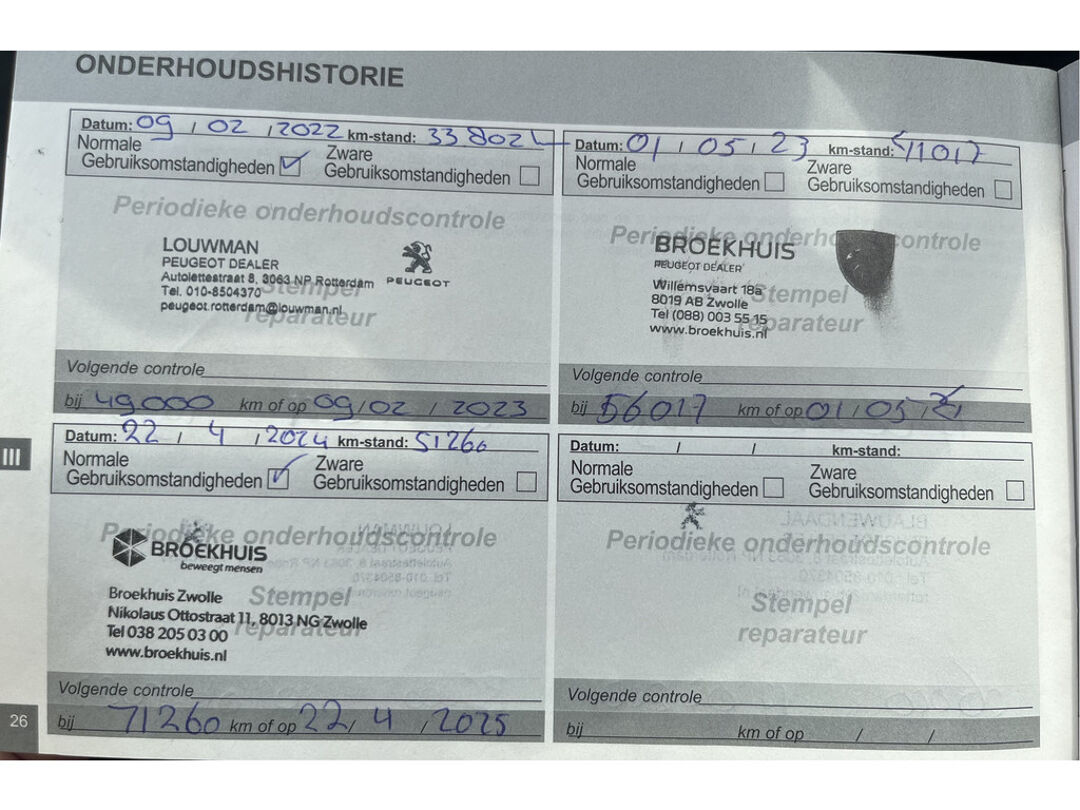 ONDERHOUDSHISTORIE
Datum: 09 / 02 / 2022 km-stand: 33802
Normale
Gebruiksomstandigheden ✓
Zware
Gebruiksomstandigheden
Periodieke onderhoudscontrole
LOUWMAN
PEUGEOT DEALER
Autolettestraat 8, 3063 NP Rotterdam
Tel. 010-8504370
peugeot.rotterdam@louwman.nl
PEUGEOT
Stempel
reparateur
Volgende controle
bij 49000 km of op 09/02 / 2023
Datum: 01 / 05 / 23 km-stand: 41017
Normale
Gebruiksomstandigheden
Zware
Gebruiksomstandigheden
Periodieke onderhoudscontrole
BROEKHUIS
PEUGEOT DEALER
Willemsvaart 18a
8019 AB Zwolle
Tel (088) 003 55 15
www.broekhuis.nl
Stempel
reparateur
Volgende controle
bij 56017 km of op 01 / 05 /
Datum: 22 / 4 / 2024 km-stand: 51260
Normale
Gebruiksomstandigheden ✓
Zware
Gebruiksomstandigheden
Periodieke onderhoudscontrole
BROEKHUIS
beweegt mensen
Broekhuis Zwolle
Nikolaus Ottostraat 11, 8013 NG Zwolle
Tel 038 205 03 00
www.broekhuis.nl
Stempel
reparateur
Volgende controle
bij 71260 km of op 22 / 4 / 2025
Datum: / / km-stand:
Normale
Gebruiksomstandigheden
Zware
Gebruiksomstandigheden
Periodieke onderhoudscontrole
Stempel
reparateur
Volgende controle
bij km of op / /
III
26